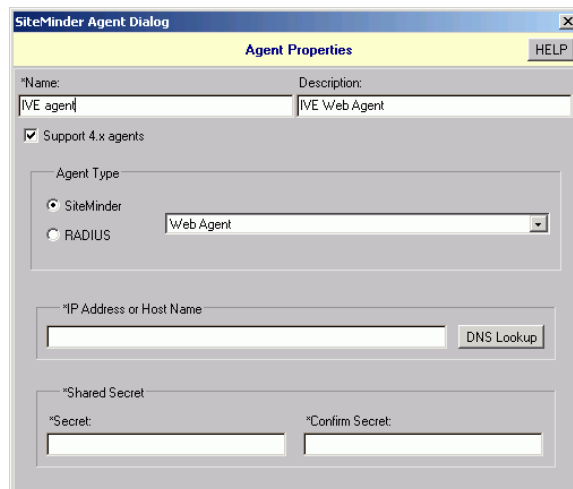 SiteMinder Agent Dialog
Agent Properties
HELP
*Name:
Description:
IVE agent
IVE Web Agent
Support 4.x agents
Agent Type
SiteMinder
Web Agent
RADIUS
*IP Address or Host Name
DNS Lookup
*Shared Secret
*Secret:
*Confirm Secret: